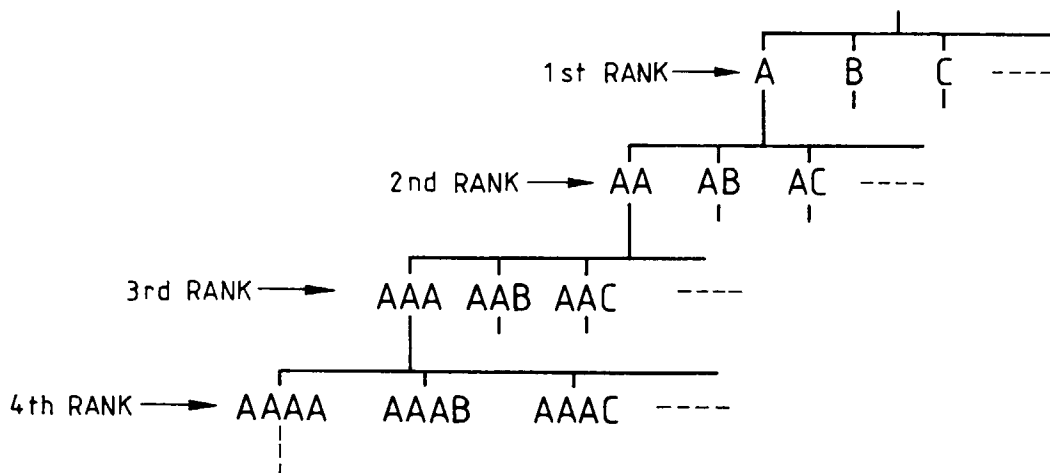 1st RANK A B C
2nd RANK AA AB AC
3rd RANK AAA AAB AAC
4th RANK AAAA AAAB AAAC